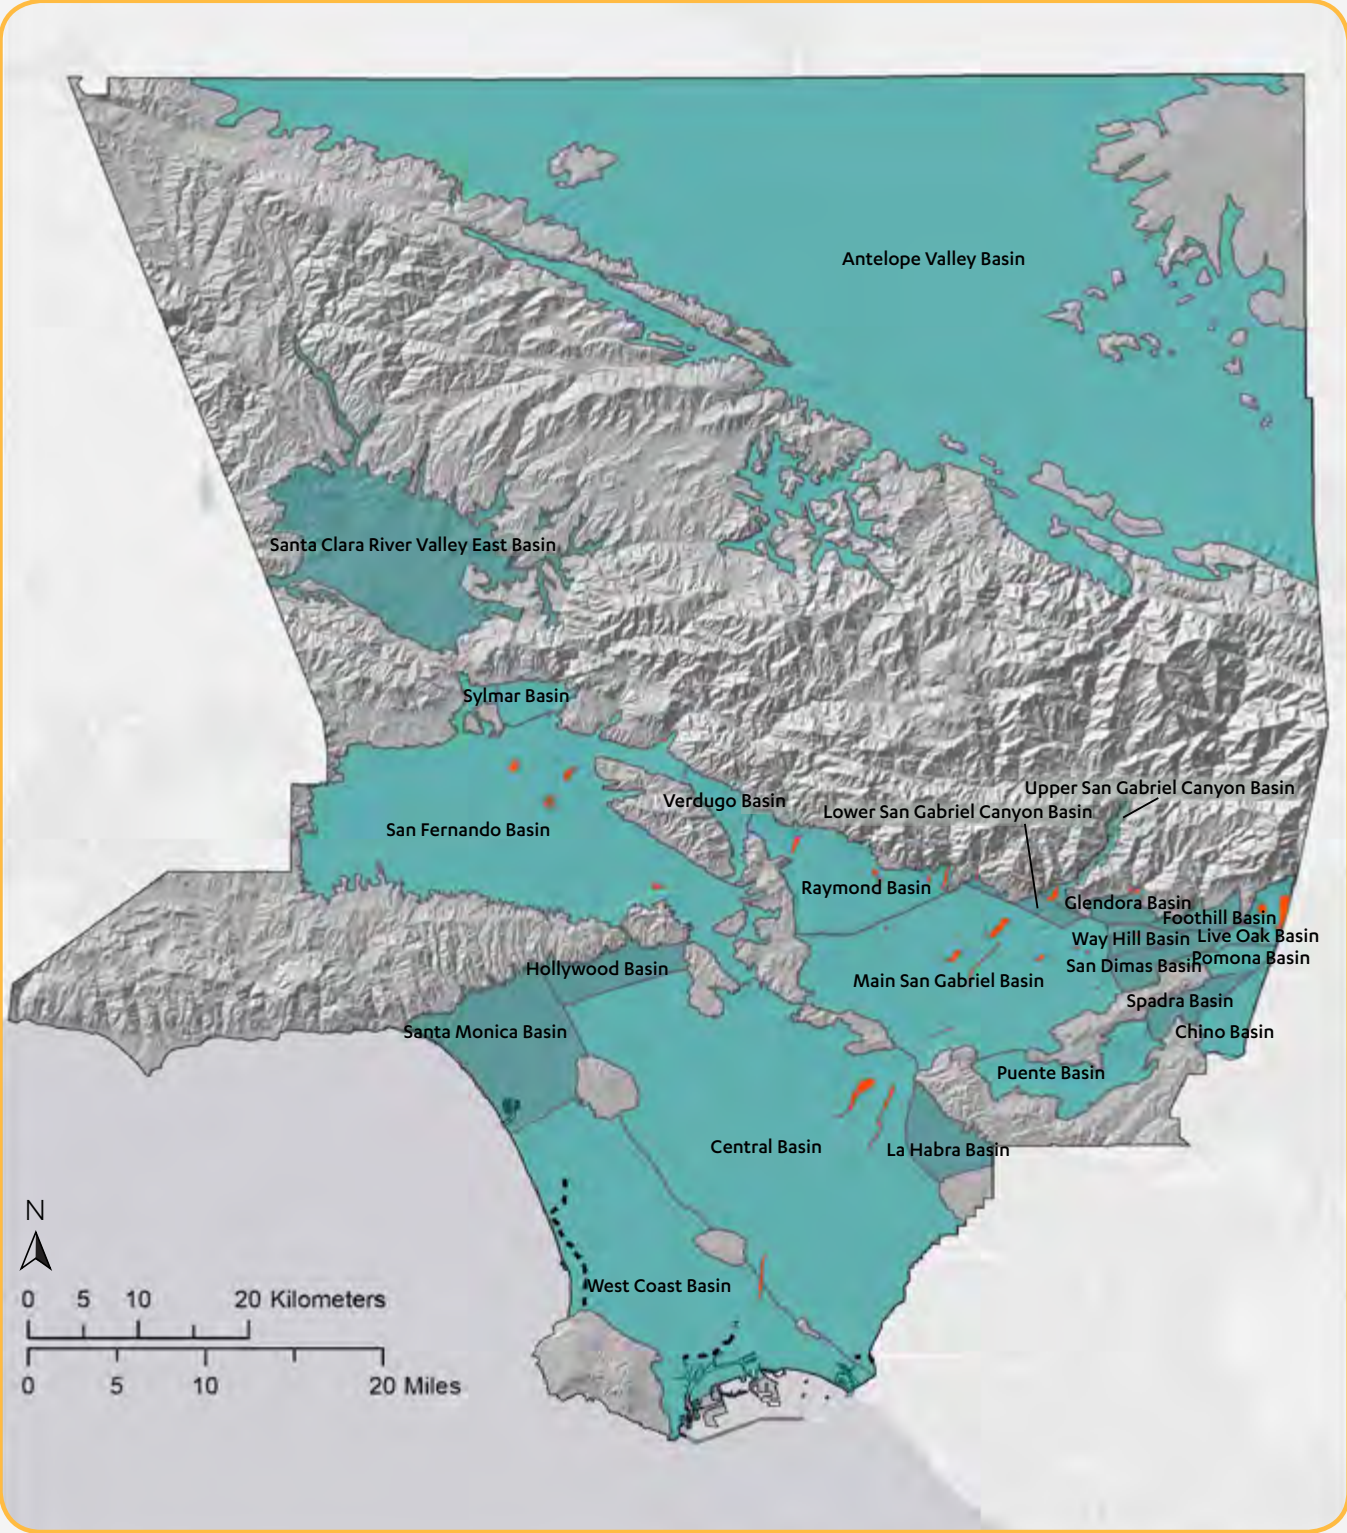 Antelope Valley Basin
Santa Clara River Valley East Basin
Sylmar Basin
Upper San Gabriel Canyon Basin
Verdugo Basin
Lower San Gabriel Canyon Basin
San Fernando Basin
Raymond Basin
Glendora Basin
Foothill Basin
Way Hill Basin
Live Oak Basin
Pomona Basin
San Dimas Basin
Hollywood Basin
Main San Gabriel Basin
Spadra Basin
Santa Monica Basin
Chino Basin
Puente Basin
Central Basin
La Habra Basin
N
West Coast Basin
0 5 10 20 Kilometers
0 5 10 20 Miles